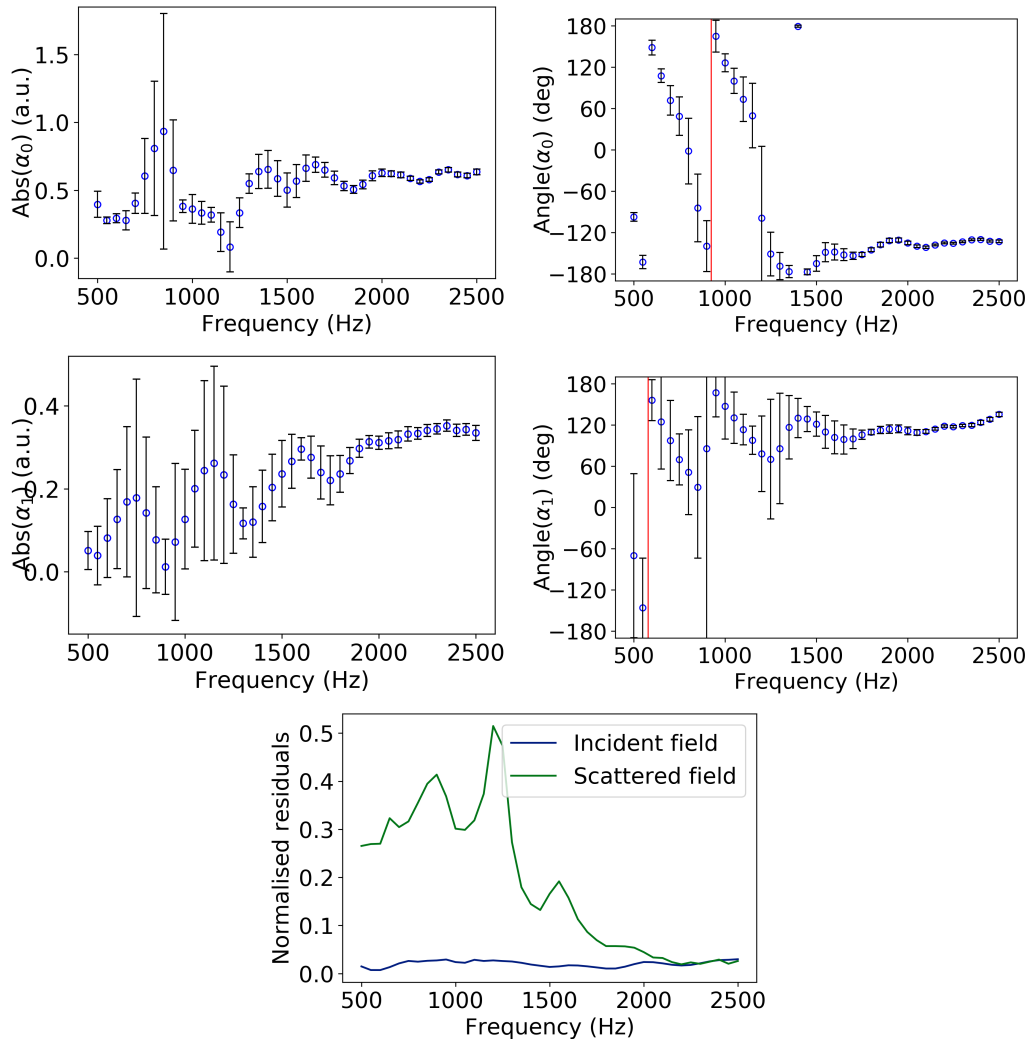 Abs(α₀) (a.u.)
1.5
1.0
0.5
0.0
500 1000 1500 2000 2500
Frequency (Hz)
Angle(α₀) (deg)
180
120
60
0
−60
−120
−180
500 1000 1500 2000 2500
Frequency (Hz)
Abs(α₁) (a.u.)
0.4
0.2
0.0
500 1000 1500 2000 2500
Frequency (Hz)
Angle(α₁) (deg)
180
120
60
0
−60
−120
−180
500 1000 1500 2000 2500
Frequency (Hz)
Normalised residuals
0.5
0.4
0.3
0.2
0.1
0.0
Incident field
Scattered field
500 1000 1500 2000 2500
Frequency (Hz)